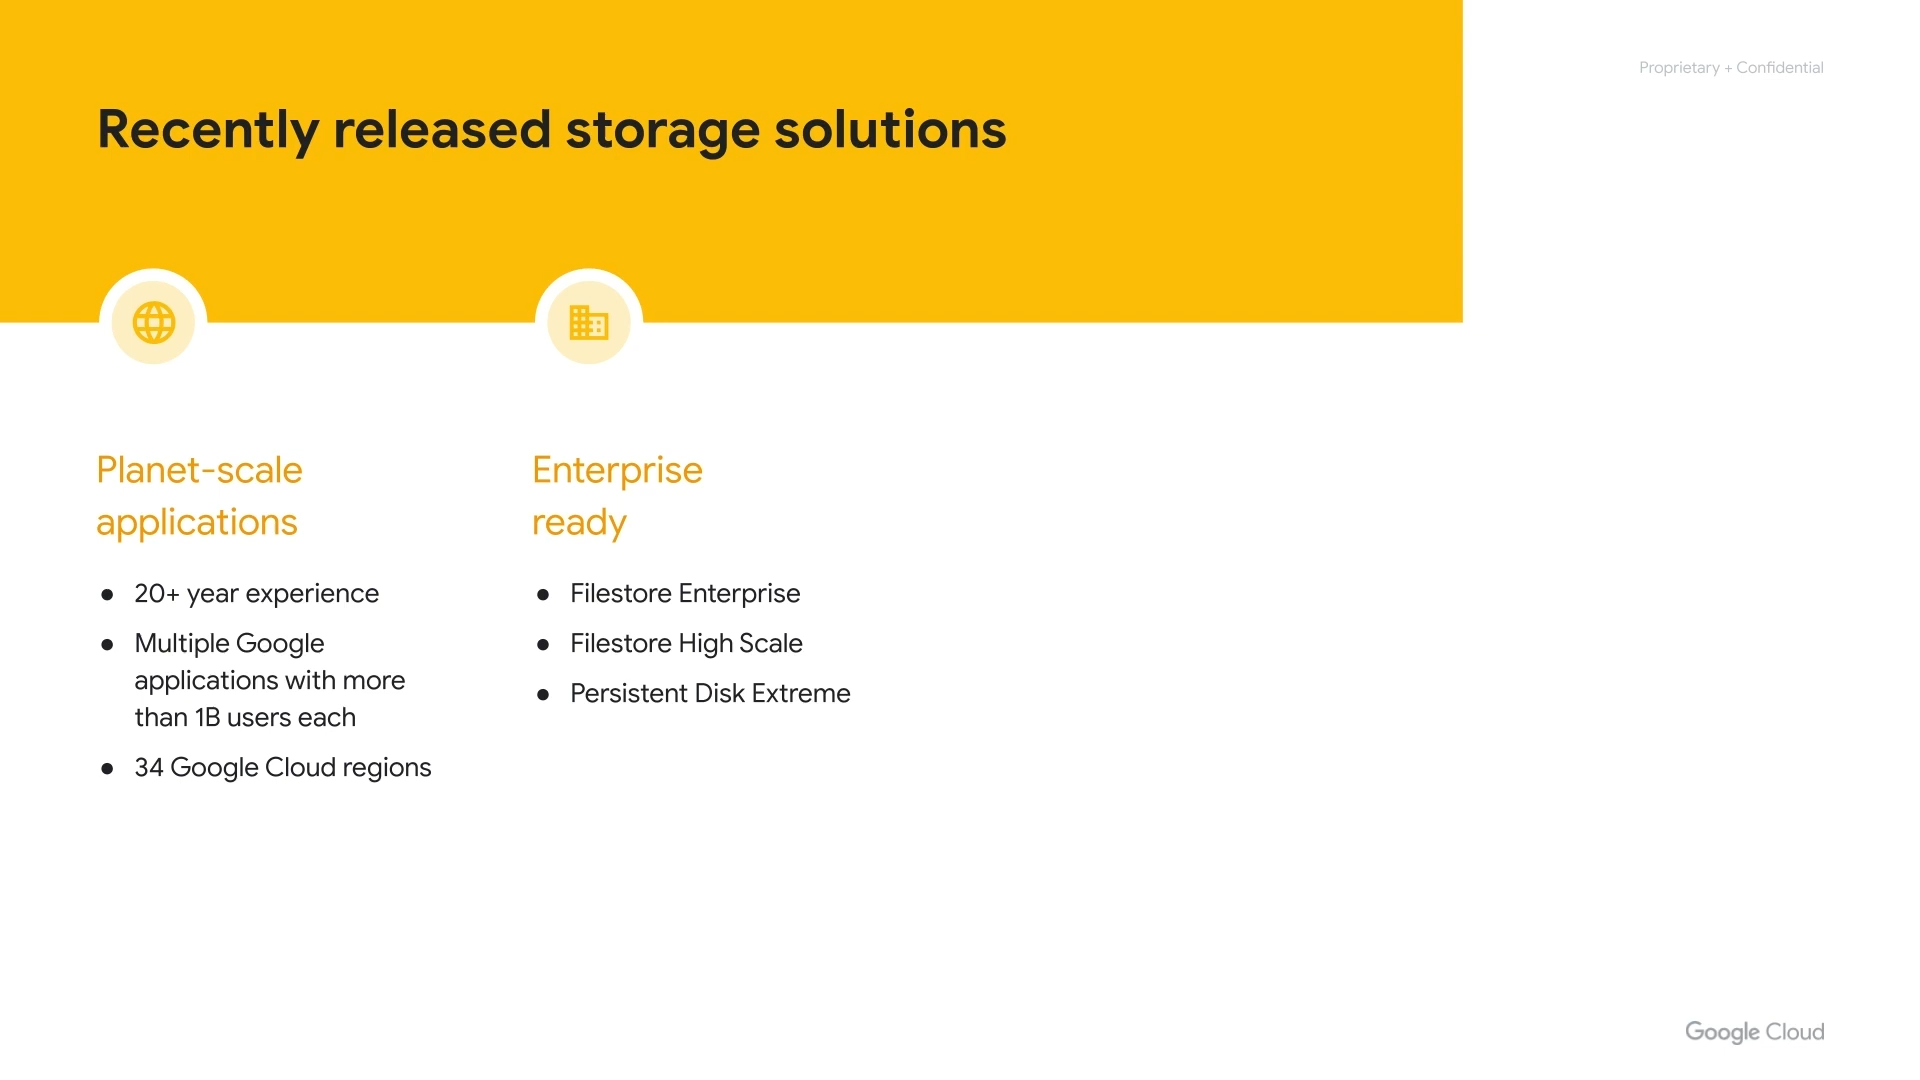 Proprietary + Confidential
Recently released storage solutions
Planet-scale
applications
● 20+ year experience
● Multiple Google
applications with more
than 1B users each
● 34 Google Cloud regions
Enterprise
ready
● Filestore Enterprise
● Filestore High Scale
● Persistent Disk Extreme
Google Cloud